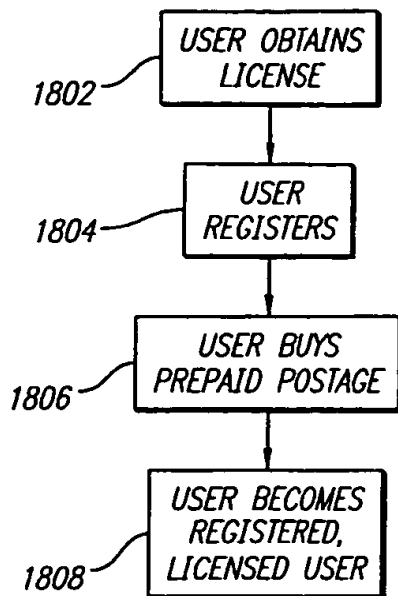 USER OBTAINS
LICENSE
1802
USER
REGISTERS
1804
USER BUYS
PREPAID POSTAGE
1806
USER BECOMES
REGISTERED,
LICENSED USER
1808